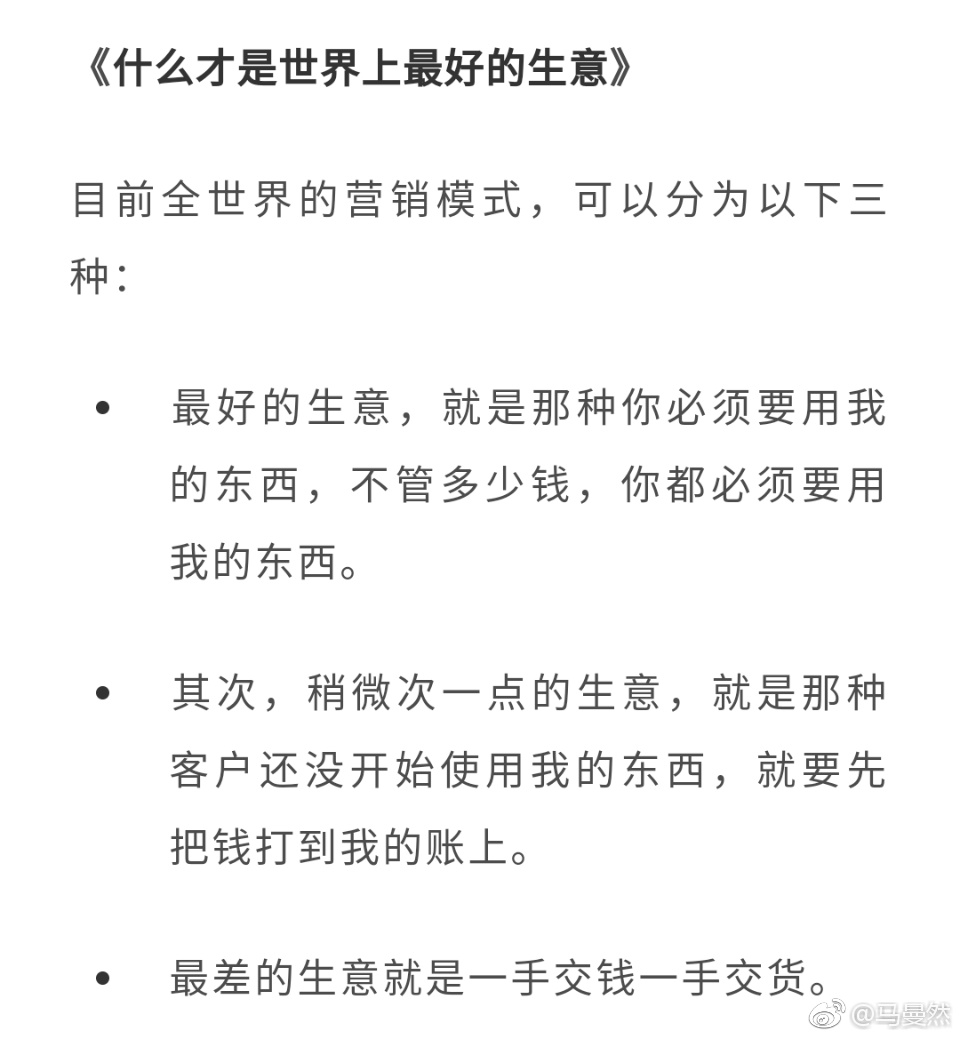 《什么才是世界上最好的生意》
目前全世界的营销模式，可以分为以下三
种：
• 最好的生意，就是那种你必须要用我
的东西，不管多少钱，你都必须要用
我的东西。
• 其次，稍微次一点的生意，就是那种
客户还没开始使用我的东西，就要先
把钱打到我的账上。
• 最差的生意就是一手交钱一手交货。
@马曼然